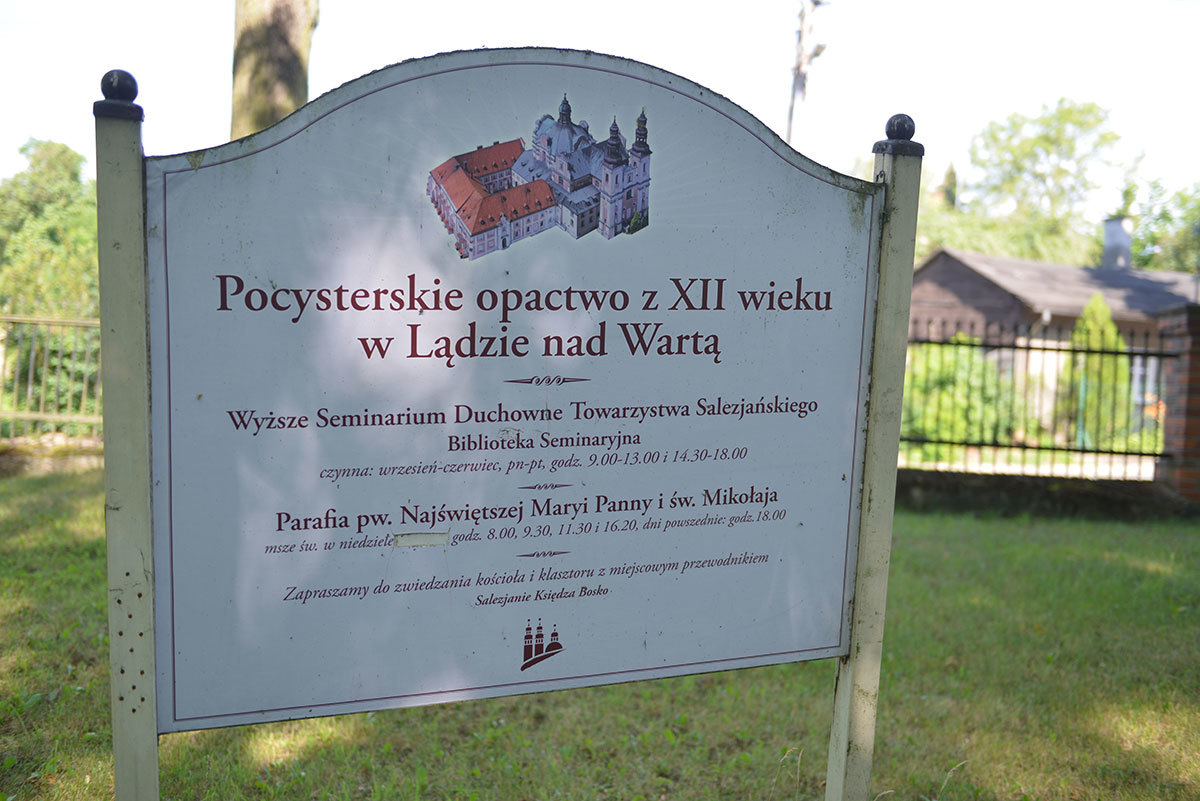 Pocysterskie opactwo z XII wieku
w Lądzie nad Wartą
Wyższe Seminarium Duchowne Towarzystwa Salezjańskiego
Biblioteka Seminaryjna
czynna: wrzesień-czerwiec, pn-pt, godz. 9.00-13.00 i 14.30-18.00
Parafia pw. Najświętszej Maryi Panny i św. Mikołaja
msze św. w niedziele godz. 8.00, 9.30, 11.30 i 16.20, dni powszednie: godz.18.00
Zapraszamy do zwiedzania kościoła i klasztoru z miejscowym przewodnikiem
Salezjanie Księdza Bosko